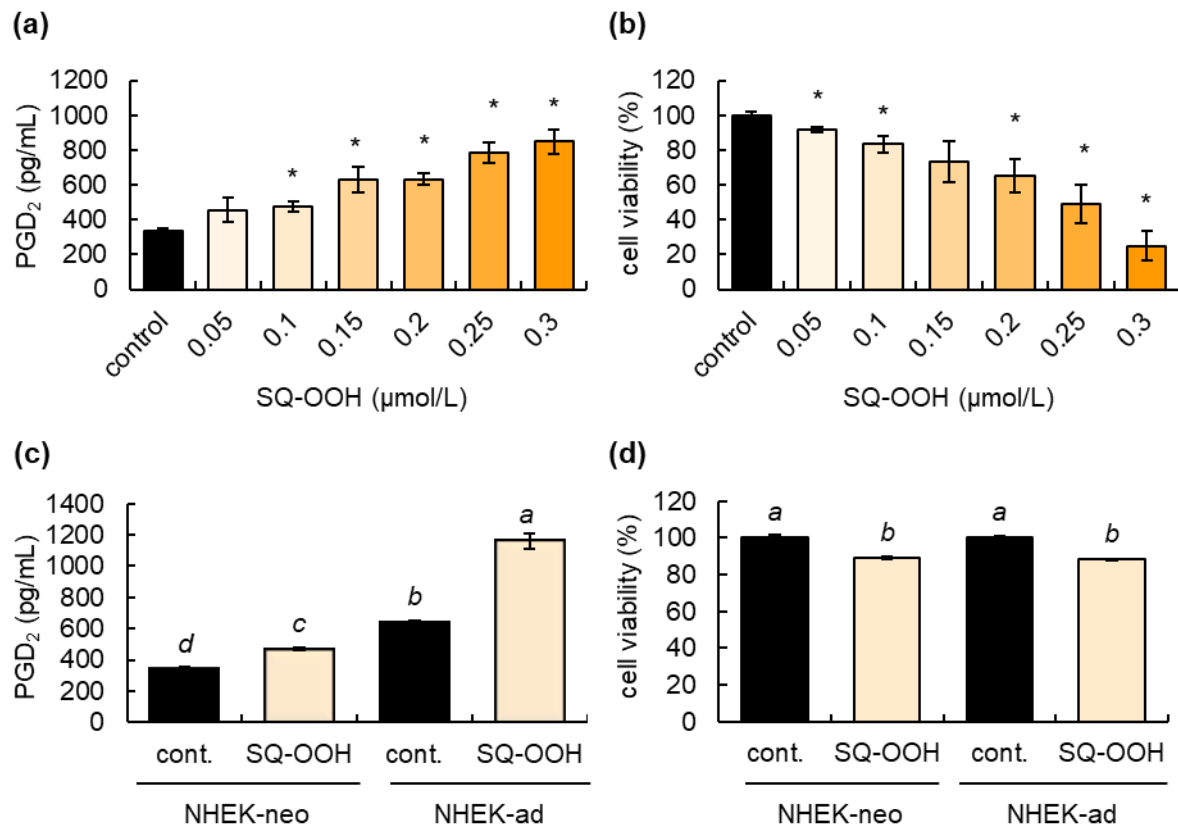 (a)
PGD₂ (pg/mL)
1200
1000
800
600
400
200
0
* * * * *
control 0.05 0.1 0.15 0.2 0.25 0.3
SQ-OOH (µmol/L)
(b)
cell viability (%)
120
100
80
60
40
20
0
* * * * *
control 0.05 0.1 0.15 0.2 0.25 0.3
SQ-OOH (µmol/L)
(c)
PGD₂ (pg/mL)
1400
1200
1000
800
600
400
200
0
d c b a
cont. SQ-OOH cont. SQ-OOH
NHEK-neo NHEK-ad
(d)
cell viability (%)
120
100
80
60
40
20
0
a b a b
cont. SQ-OOH cont. SQ-OOH
NHEK-neo NHEK-ad